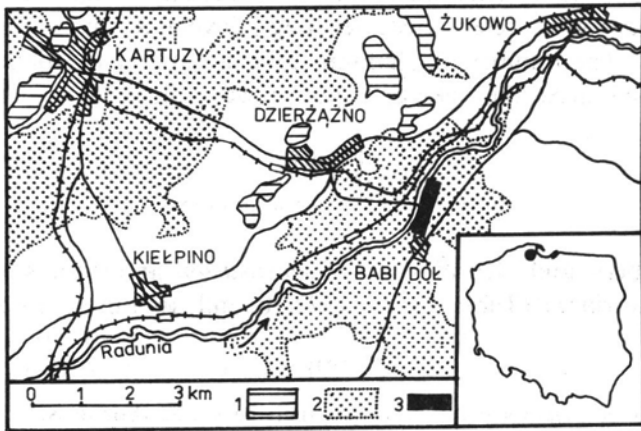 ŻUKOWO
KARTUZY
DZIERŻĄŻNO
KIEŁPINO
BABI DÓŁ
Radunia
0 1 2 3 km
1
2
3